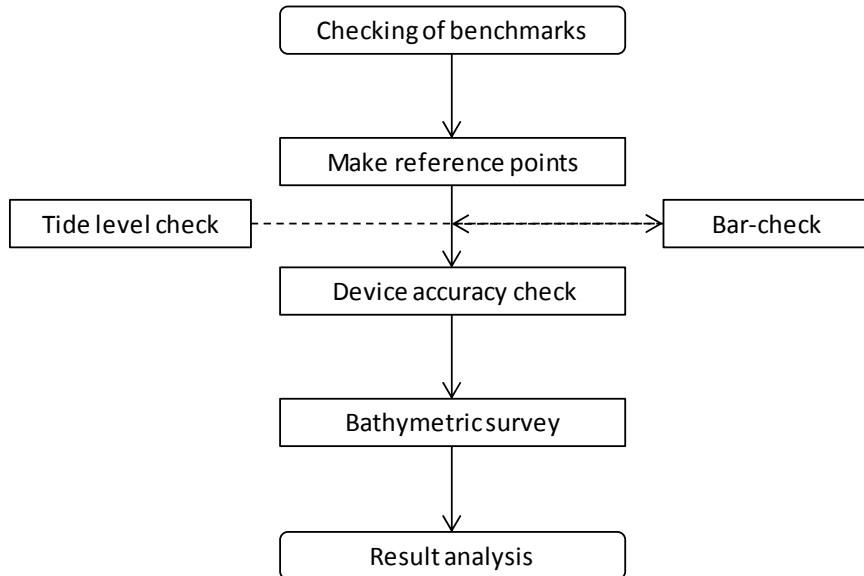 Checking of benchmarks
Make reference points
Tide level check
Bar-check
Device accuracy check
Bathymetric survey
Result analysis